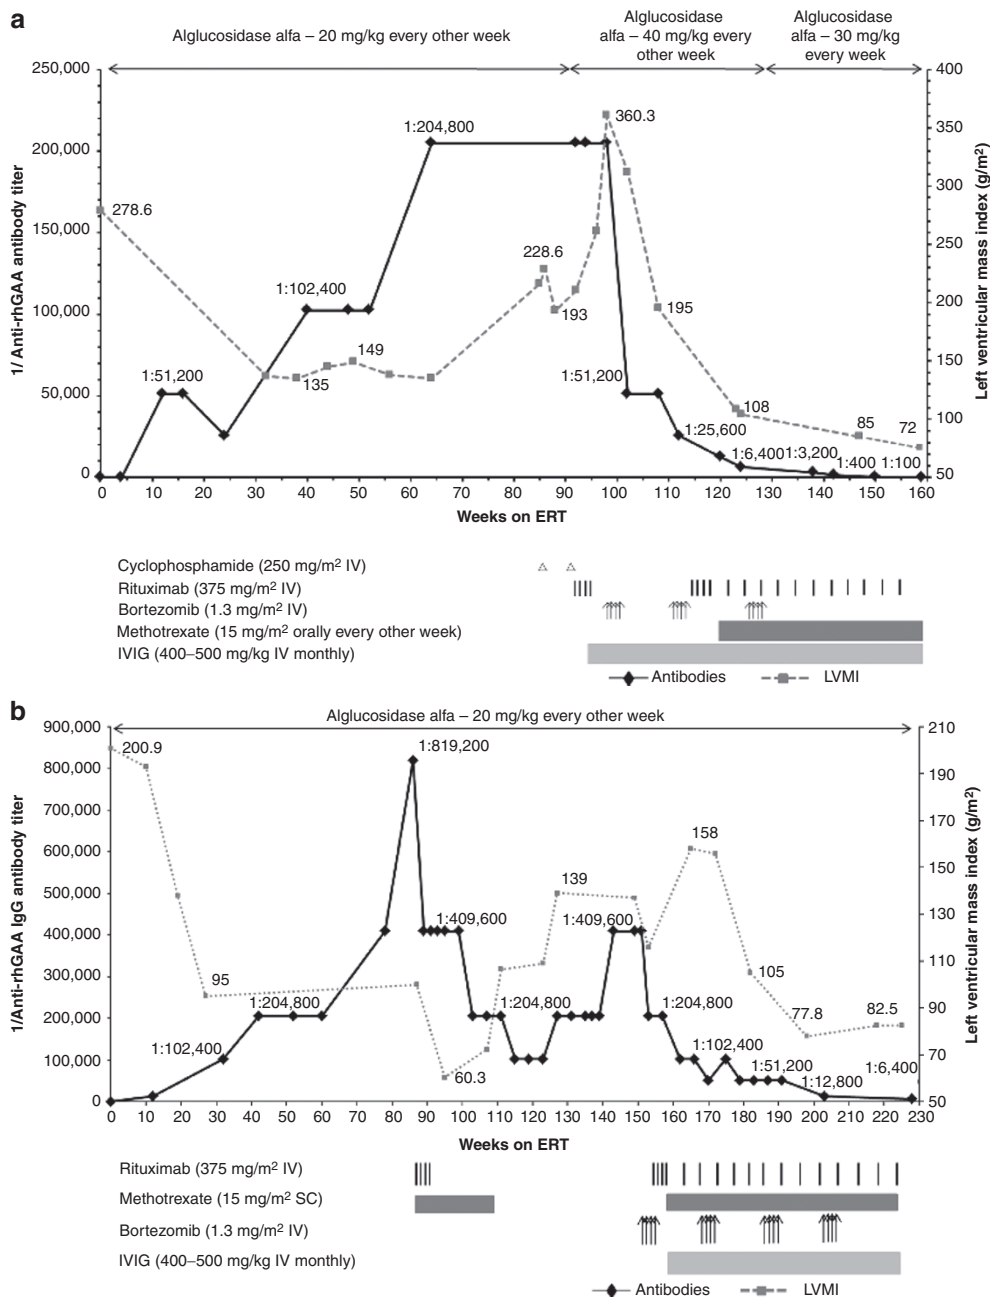 a
Alglucosidase alfa – 20 mg/kg every other week
Alglucosidase
alfa – 40 mg/kg every
other week
Alglucosidase
alfa – 30 mg/kg
every week
1/ Anti-rhGAA antibody titer
250,000
200,000
150,000
100,000
50,000
0
Left ventricular mass index (g/m²)
400
350
300
250
200
150
100
50
278.6
1:51,200
1:102,400
135
149
1:204,800
228.6
193
360.3
1:51,200
195
1:25,600
108
1:6,400
1:3,200
85
1:400
72
1:100
0 10 20 30 40 50 60 70 80 90 100 110 120 130 140 150 160
Weeks on ERT
Cyclophosphamide (250 mg/m² IV)
Rituximab (375 mg/m² IV)
Bortezomib (1.3 mg/m² IV)
Methotrexate (15 mg/m² orally every other week)
IVIG (400–500 mg/kg IV monthly)
Antibodies LVMI
b
Alglucosidase alfa – 20 mg/kg every other week
1/Anti-rhGAA IgG antibody titer
900,000
800,000
700,000
600,000
500,000
400,000
300,000
200,000
100,000
0
Left ventricular mass index (g/m²)
210
190
170
150
130
110
90
70
50
200.9
1:102,400
95
1:204,800
1:819,200
1:409,600
60.3
1:204,800
139
1:409,600
158
1:204,800
1:102,400
105
1:51,200
77.8
1:12,800
82.5
1:6,400
0 10 20 30 40 50 60 70 80 90 100 110 120 130 140 150 160 170 180 190 200 210 220 230
Weeks on ERT
Rituximab (375 mg/m² IV)
Methotrexate (15 mg/m² SC)
Bortezomib (1.3 mg/m² IV)
IVIG (400–500 mg/kg IV monthly)
Antibodies LVMI